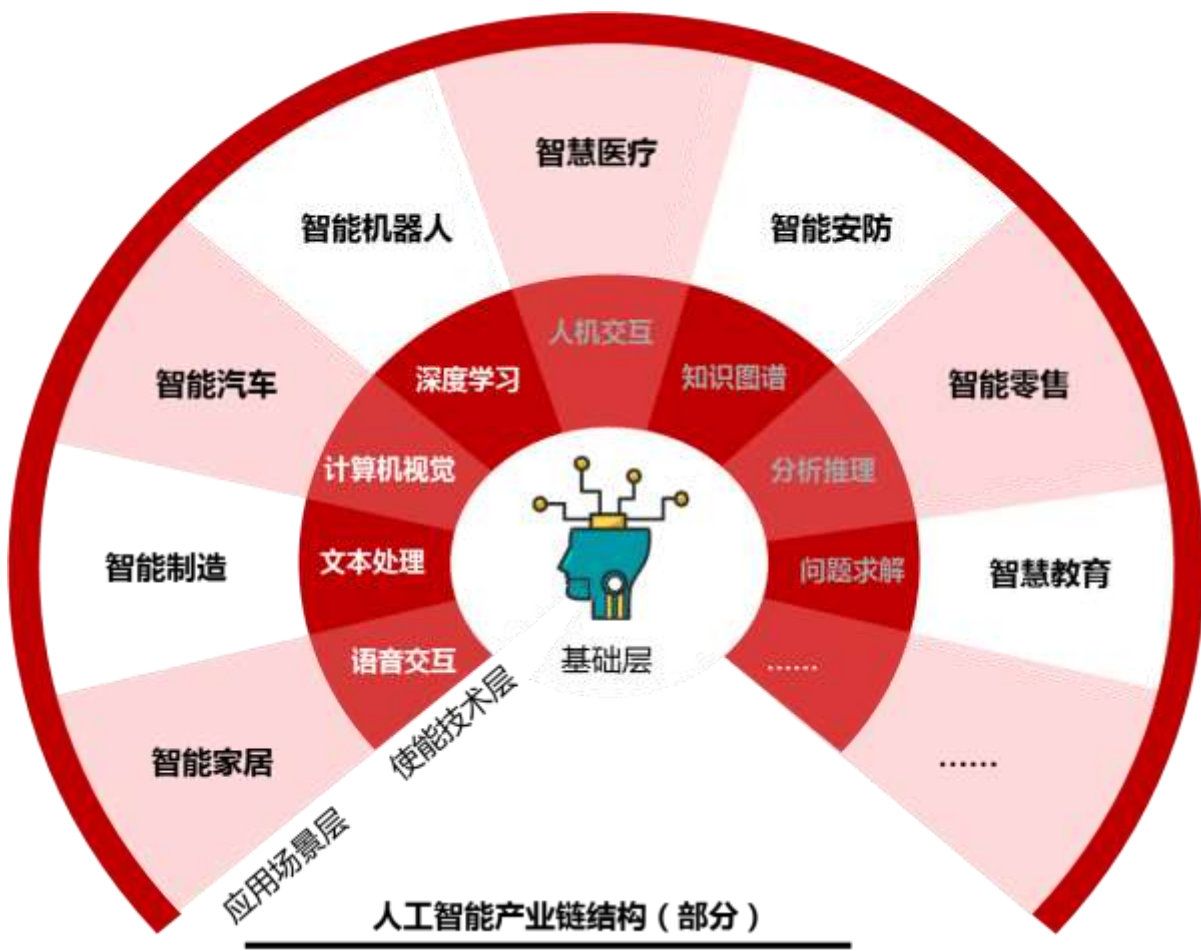 智慧医疗
智能机器人
智能安防
人机交互
深度学习
知识图谱
智能汽车
智能零售
计算机视觉
分析推理
智能制造
文本处理
问题求解
智慧教育
语音交互
基础层
......
使能技术层
智能家居
......
应用场景层
人工智能产业链结构（部分）